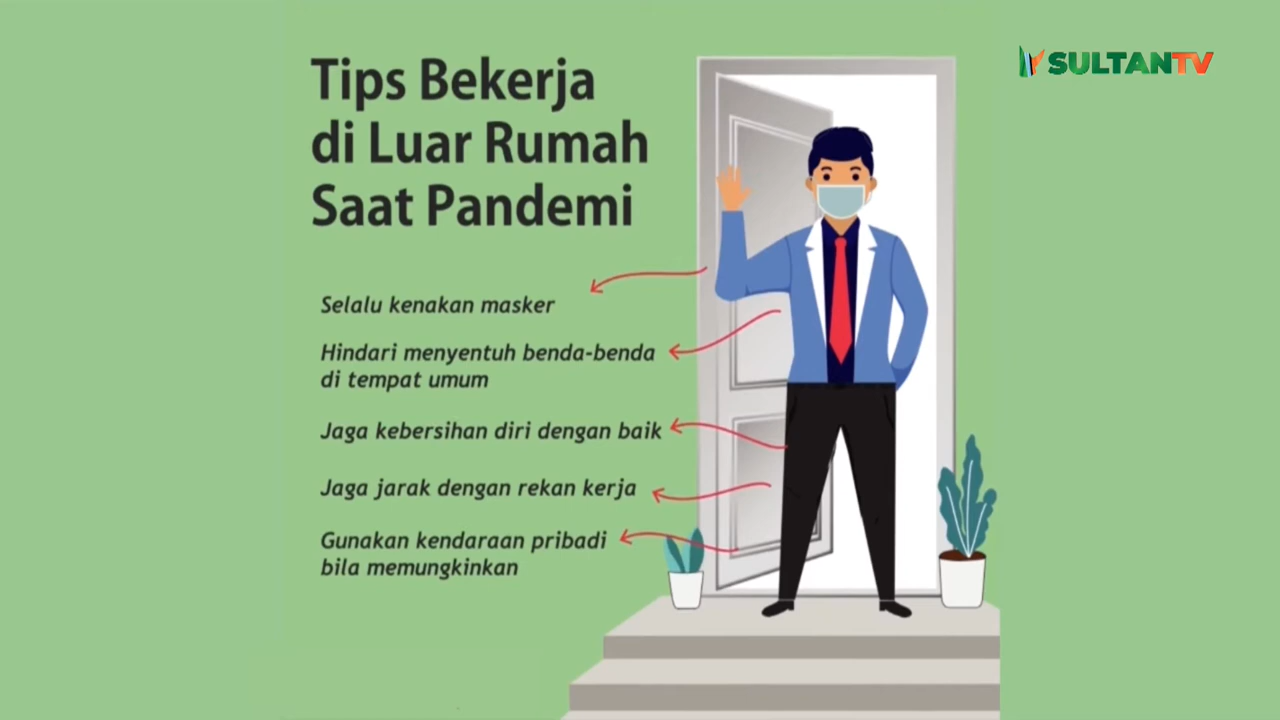 Tips Bekerja
di Luar Rumah
Saat Pandemi
SULTANTV
Selalu kenakan masker
Hindari menyentuh benda-benda
di tempat umum
Jaga kebersihan diri dengan baik
Jaga jarak dengan rekan kerja
Gunakan kendaraan pribadi
bila memungkinkan